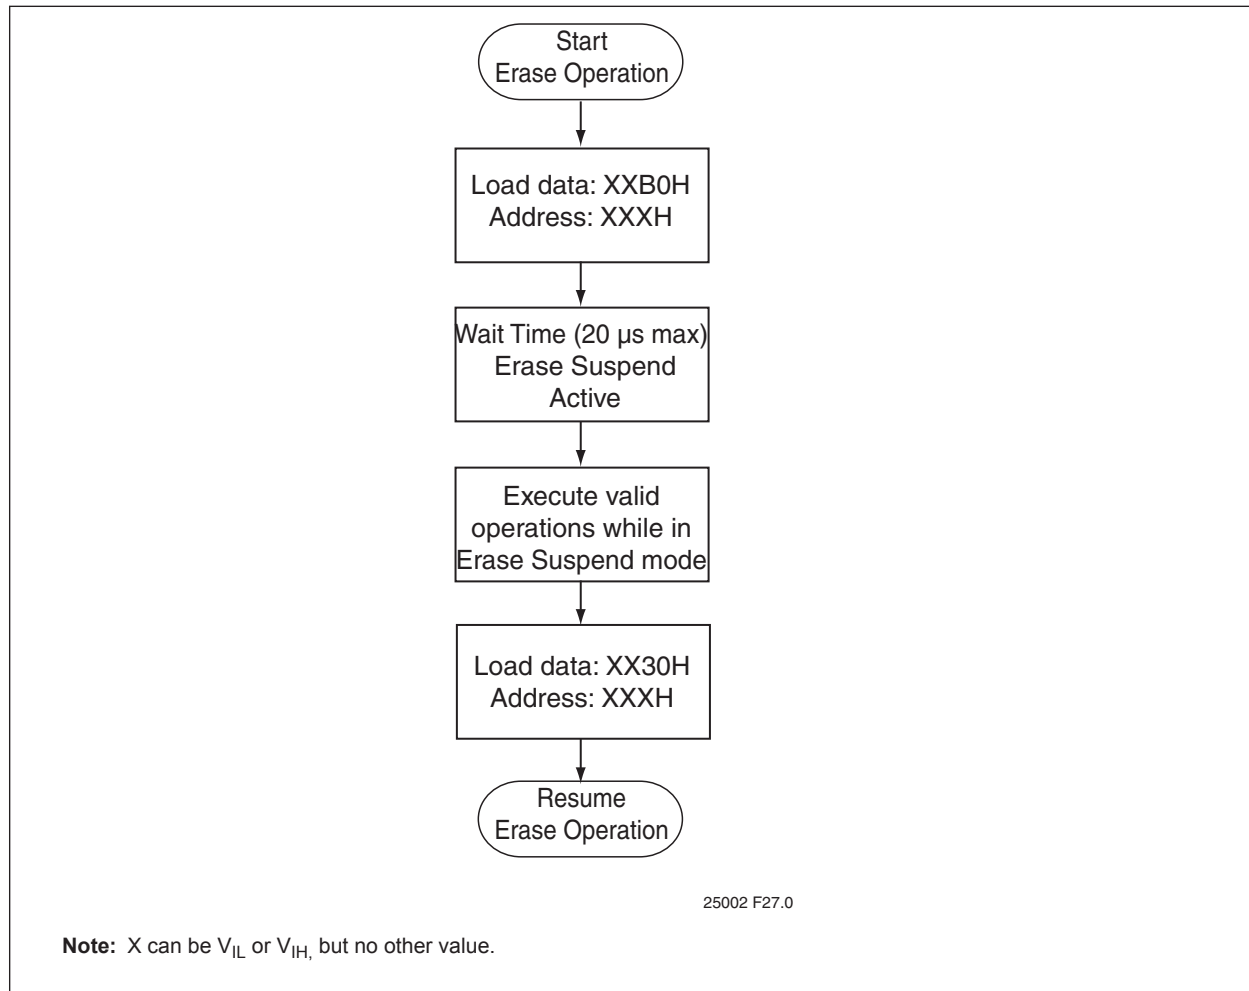 Start
Erase Operation
Load data: XXB0H
Address: XXXH
Wait Time (20 µs max)
Erase Suspend
Active
Execute valid
operations while in
Erase Suspend mode
Load data: XX30H
Address: XXXH
Resume
Erase Operation
25002 F27.0
Note: X can be VIL or VIH, but no other value.